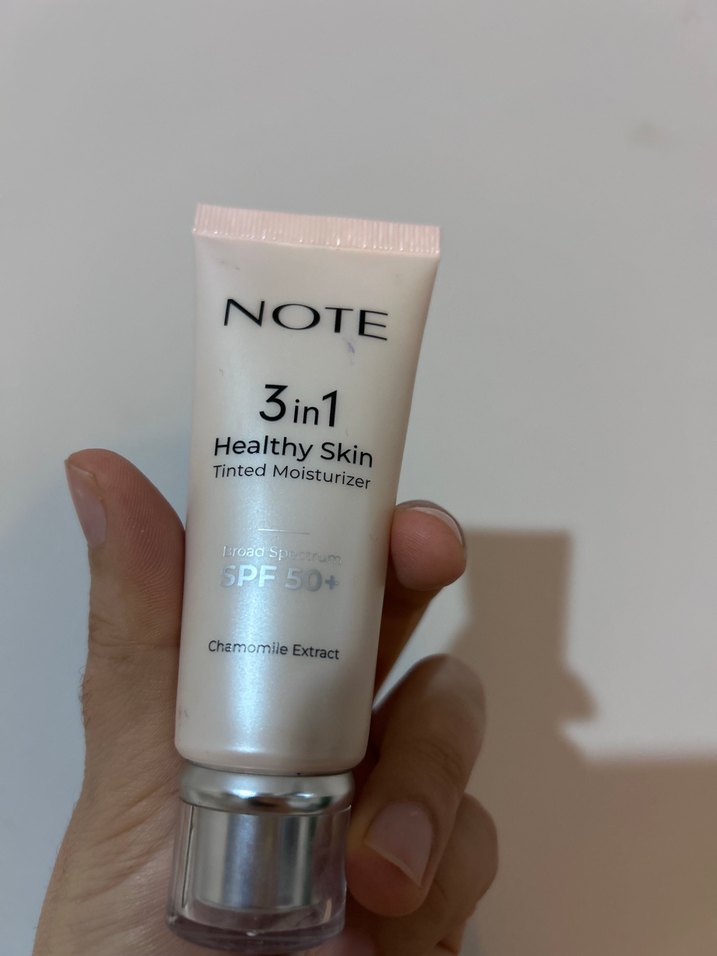 NOTE
3 in 1
Healthy Skin
Tinted Moisturizer
Broad Spectrum
SPF 50+
Chamomile Extract